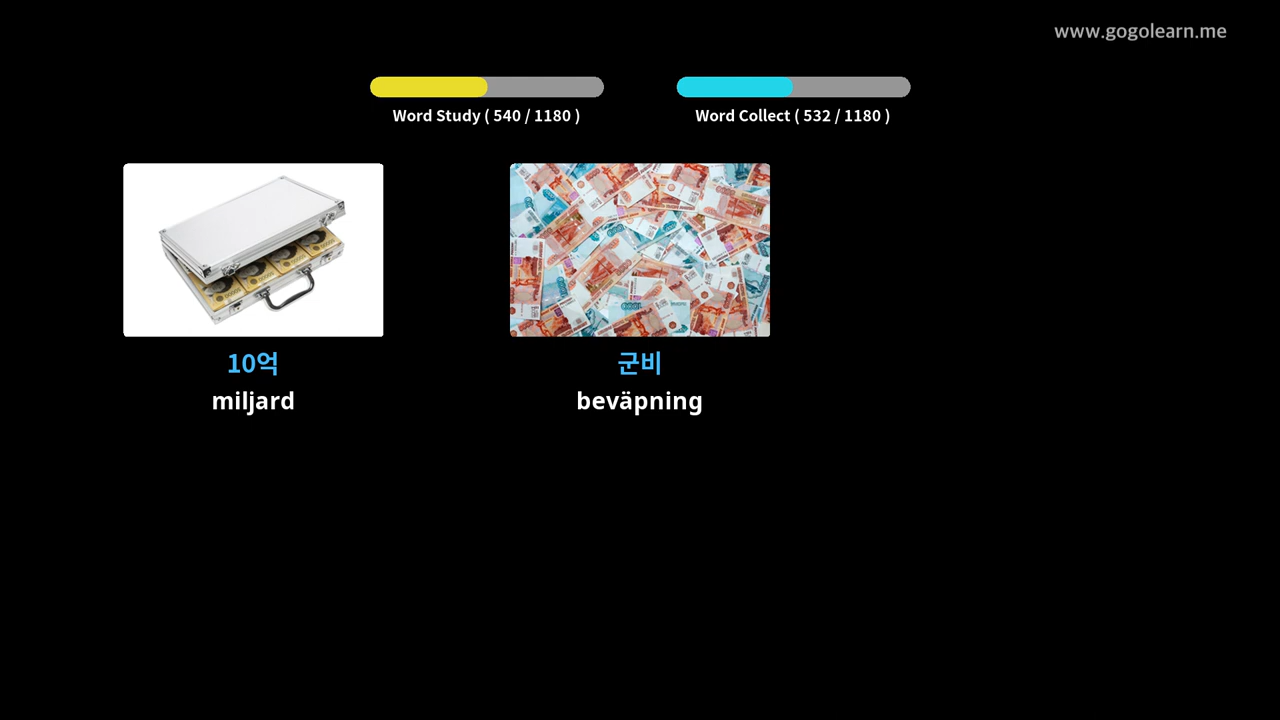 www.gogolearn.me
Word Study ( 540 / 1180 )
Word Collect ( 532 / 1180 )
10억
miljard
군비
beväpning